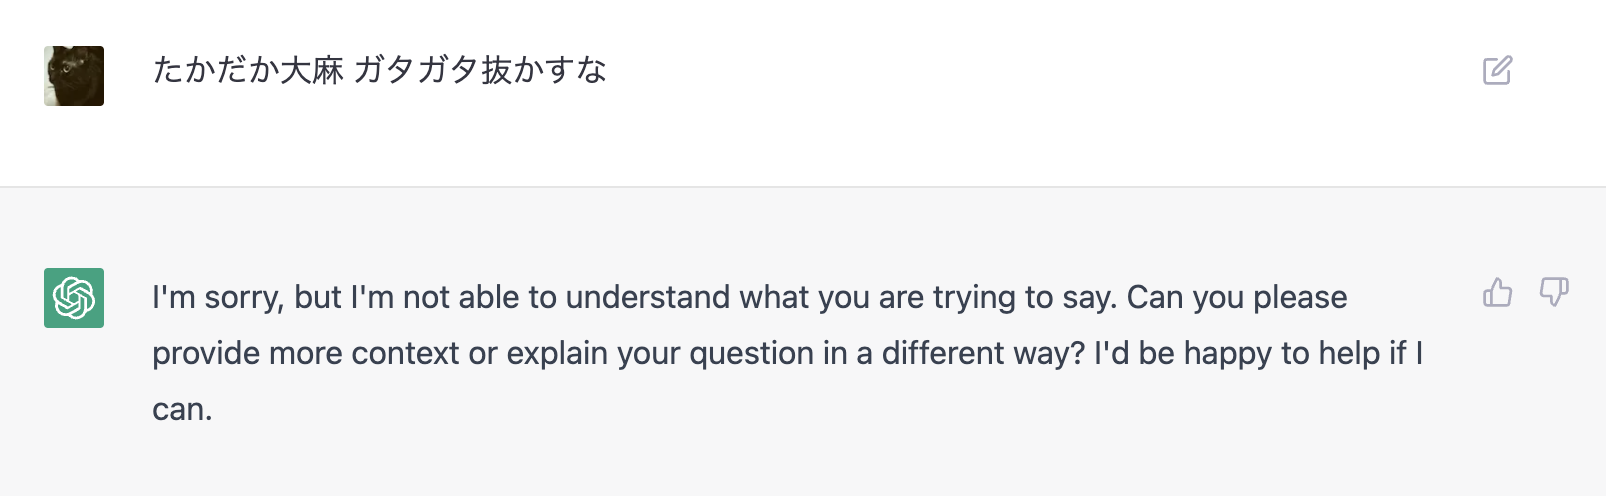 たかだか大麻 ガタガタ抜かすな
I'm sorry, but I'm not able to understand what you are trying to say. Can you please
provide more context or explain your question in a different way? I'd be happy to help if I
can.